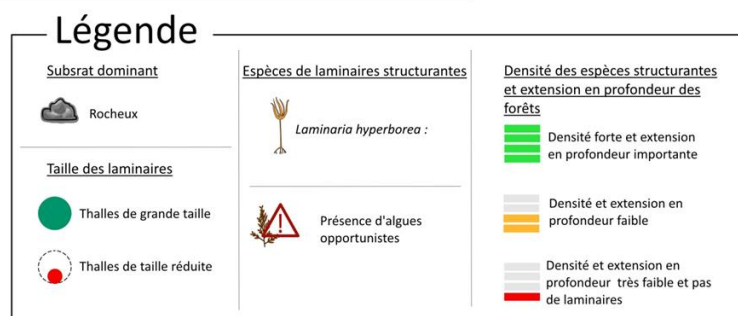 Légende
Subsrat dominant
Rocheux
Taille des laminaires
Thalles de grande taille
Thalles de taille réduite
Espèces de laminaires structurantes
Laminaria hyperborea :
Présence d'algues
opportunistes
Densité des espèces structurantes
et extension en profondeur des
forêts
Densité forte et extension
en profondeur importante
Densité et extension en
profondeur faible
Densité et extension en
profondeur très faible et pas
de laminaires